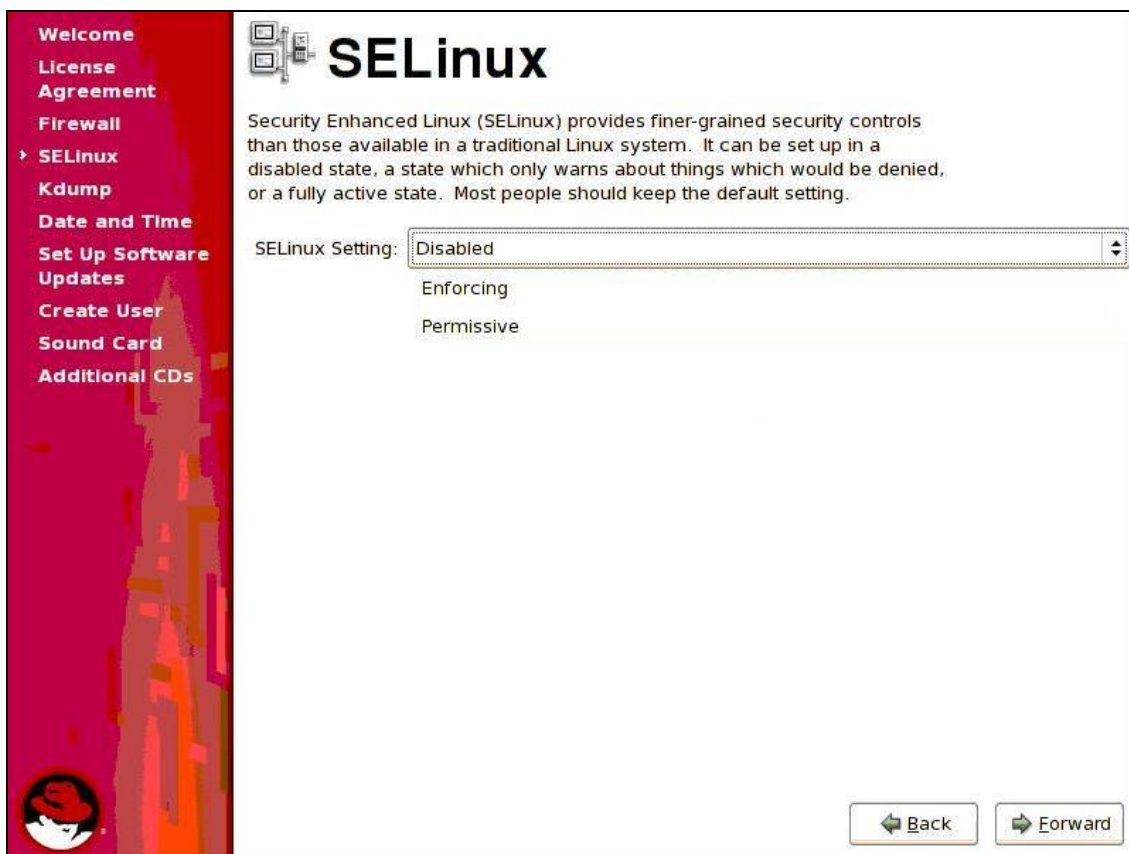 Welcome
License
Agreement
Firewall
SELinux
Kdump
Date and Time
Set Up Software
Updates
Create User
Sound Card
Additional CDs
SELinux
Security Enhanced Linux (SELinux) provides finer-grained security controls
than those available in a traditional Linux system. It can be set up in a
disabled state, a state which only warns about things which would be denied,
or a fully active state. Most people should keep the default setting.
SELinux Setting: Disabled
Enforcing
Permissive
Back
Forward